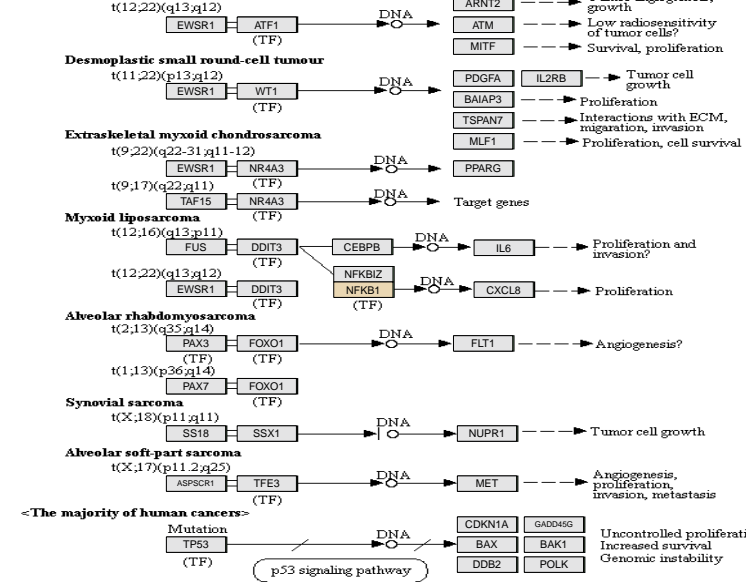 t(12;22)(q13;q12)
DNA
ARNT2
growth
EWSR1 ATF1 ATM Low radiosensitivity
(TF) of tumor cells?
MITF Survival, proliferation
Desmoplastic small round-cell tumour
t(11;22)(p13;q12) DNA PDGFA IL2RB Tumor cell
EWSR1 WT1 growth
(TF) BAIAP3 Proliferation
TSPAN7 Interactions with ECM,
migaration, invasion
Extraskeletal myxoid chondrosarcoma
MLF1 Proliferation, cell survival
t(9;22)(q22-31;q11-12) DNA
EWSR1 NR4A3 PPARG
(TF)
t(9;17)(q22;q11) DNA
TAF15 NR4A3 Target genes
(TF)
Myxoid liposarcoma
t(12;16)(q13;p11) DNA
FUS DDIT3 CEBPB IL6 Proliferation and
(TF) invasion?
t(12;22)(q13;q12) NFKBIZ DNA
EWSR1 DDIT3 NFKB1 CXCL8 Proliferation
(TF) (TF)
Alveolar rhabdomyosarcoma
t(2;13)(q35;q14) DNA
PAX3 FOXO1 FLT1 Angiogenesis?
(TF) (TF)
t(1;13)(p36;q14)
PAX7 FOXO1
(TF)
Synovial sarcoma
t(X;18)(p11;q11) DNA
SS18 SSX1 NUPR1 Tumor cell growth
Alveolar soft-part sarcoma
t(X;17)(p11.2;q25) DNA
ASPSCR1 TFE3 MET Angiogenesis,
proliferation,
invasion, metastasis
(TF)
<The majority of human cancers>
Mutation DNA CDKN1A GADD45G
TP53 BAX BAK1 Uncontrolled proliferati
Increased survival
(TF) DDB2 POLK Genomic instability
p53 signaling pathway